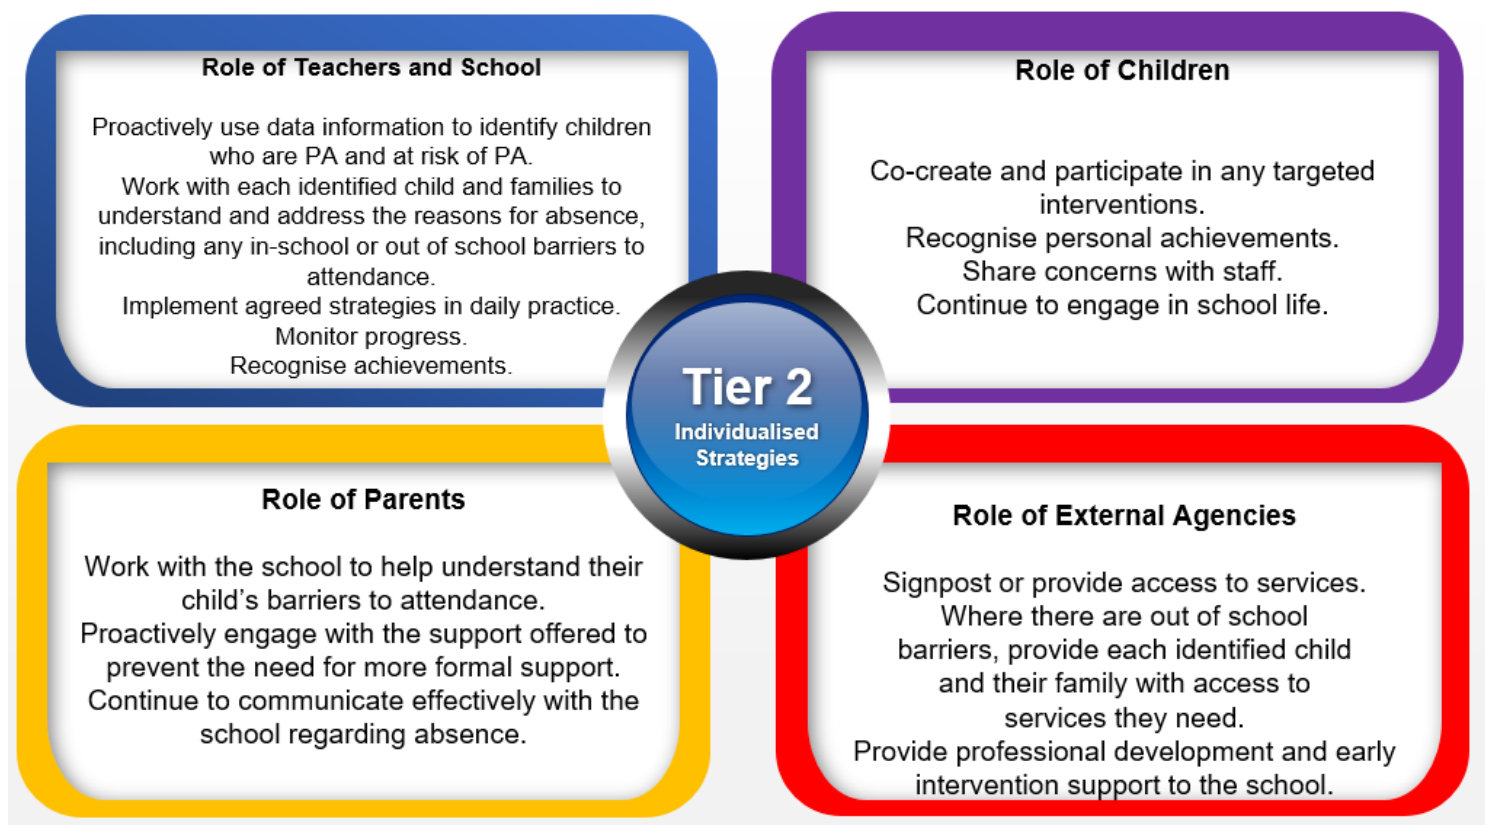 Role of Teachers and School
Proactively use data information to identify children
who are PA and at risk of PA.
Work with each identified child and families to
understand and address the reasons for absence,
including any in-school or out of school barriers to
attendance.
Implement agreed strategies in daily practice.
Monitor progress.
Recognise achievements.
Role of Children
Co-create and participate in any targeted
interventions.
Recognise personal achievements.
Share concerns with staff.
Continue to engage in school life.
Tier 2
Individualised
Strategies
Role of Parents
Work with the school to help understand their
child’s barriers to attendance.
Proactively engage with the support offered to
prevent the need for more formal support.
Continue to communicate effectively with the
school regarding absence.
Role of External Agencies
Signpost or provide access to services.
Where there are out of school
barriers, provide each identified child
and their family with access to
services they need.
Provide professional development and early
intervention support to the school.